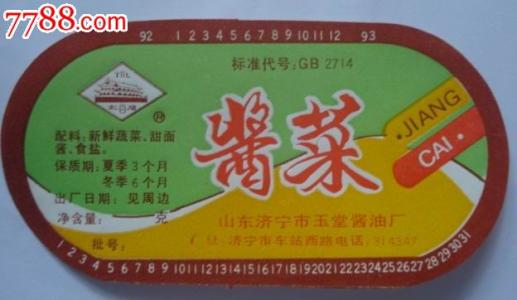 7788.com
92 1 2 3 4 5 6 7 8 9 10 11 12 93
标准代号:GB 2714
TSL
R
酱菜
JIANG
CAI
配料:新鲜蔬菜、甜面
酱、食盐。
保质期:夏季3个月
冬季6个月
出厂日期:见周边
净含量: 克
批号:
山东济宁市玉堂酱油厂
址:济宁市车站西路电话:314347
1 2 3 4 5 6 7 8 9 10 11 12 13 14 15 16 17 18 19 20 21 22 23 24 25 26 27 28 29 30 31